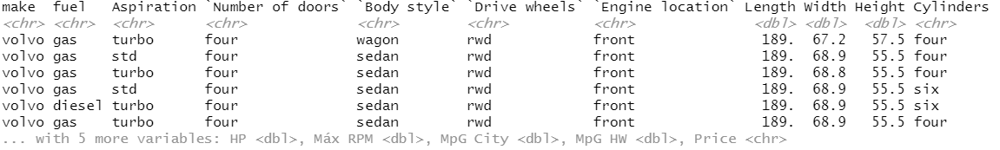 make fuel Aspiration `Number of doors` `Body style` `Drive wheels` `Engine location` Length Width Height Cylinders
<chr> <chr> <chr> <chr> <chr> <chr> <chr> <dbl> <dbl> <dbl> <chr>
volvo gas turbo four wagon rwd front 189. 67.2 57.5 four
volvo gas std four sedan rwd front 189. 68.9 55.5 four
volvo gas turbo four sedan rwd front 189. 68.8 55.5 four
volvo gas std four sedan rwd front 189. 68.9 55.5 six
volvo diesel turbo four sedan rwd front 189. 68.9 55.5 six
volvo gas turbo four sedan rwd front 189. 68.9 55.5 four
... with 5 more variables: HP <dbl>, Máx RPM <dbl>, MpG City <dbl>, MpG HW <dbl>, Price <chr>